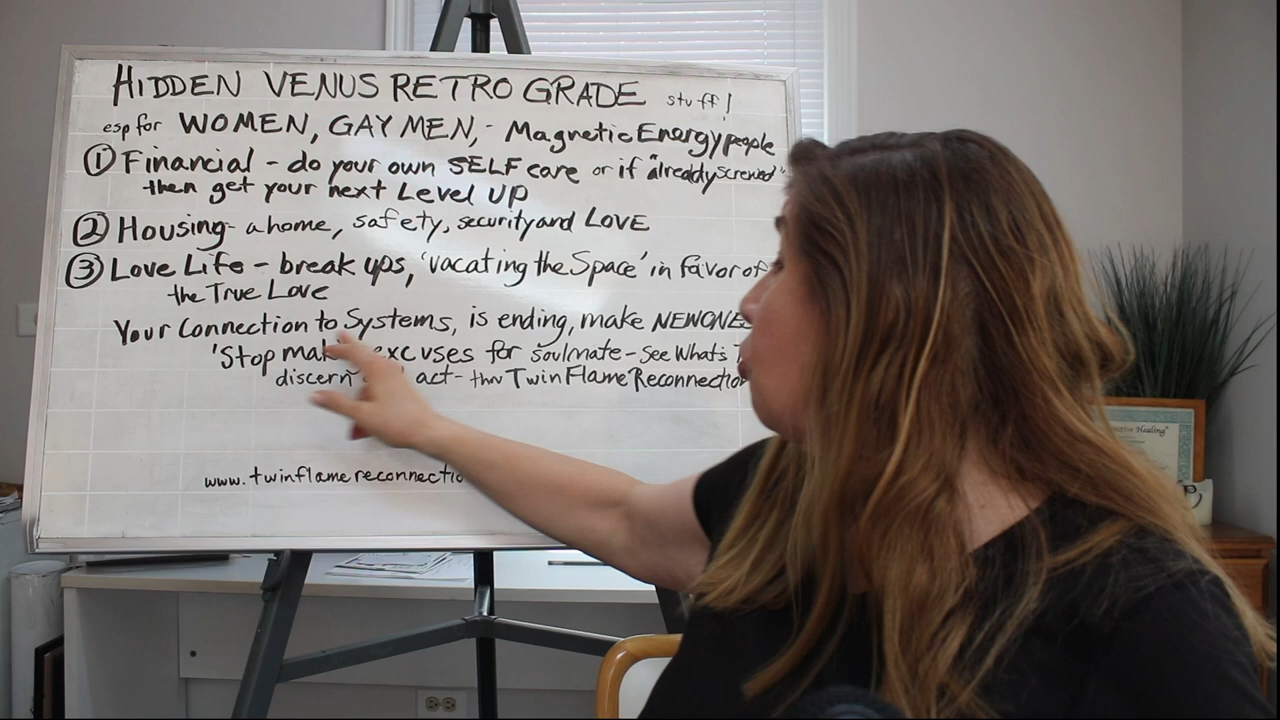 HIDDEN VENUS RETROGRADE stuff!
esp for WOMEN, GAY MEN, - Magnetic Energy people
① Financial - do your own SELF care or if "already screwed"
then get your next Level UP
② Housing - a home, safety, security and LOVE
③ Love Life - break ups, 'vacating the Space' in favor of
the True Love
Your Connection to Systems, is ending, make NEW ONES
'Stop excuses for soulmate - See What's
discern act - thru Twin Flame Reconnection
www.twinflamereconnectio
Healing"